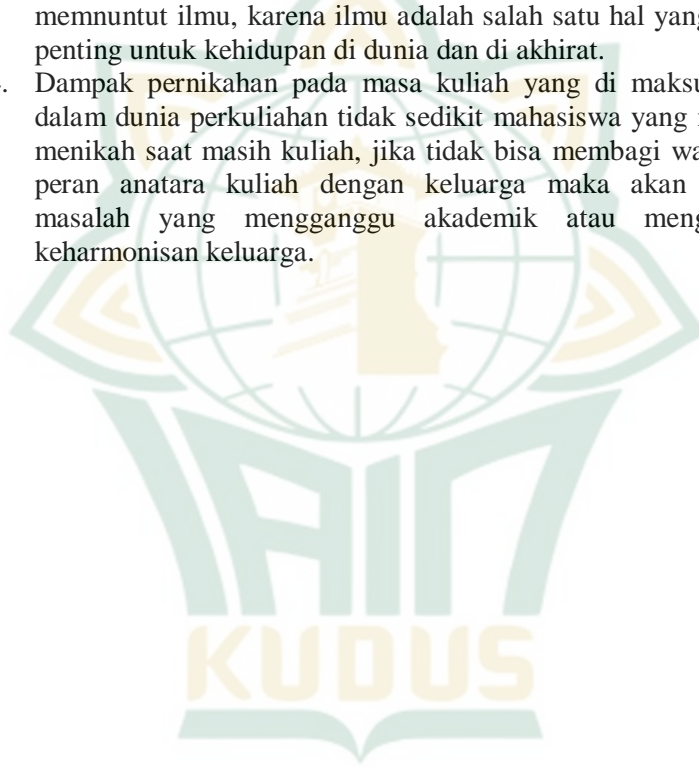 memnuntut ilmu, karena ilmu adalah salah satu hal yang
penting untuk kehidupan di dunia dan di akhirat.
Dampak pernikahan pada masa kuliah yang di maksu
dalam dunia perkuliahan tidak sedikit mahasiswa yang
menikah saat masih kuliah, jika tidak bisa membagi wa
peran anatara kuliah dengan keluarga maka akan
masalah yang mengganggu akademik atau meng
keharmonisan keluarga.
IAIN
KUDUS